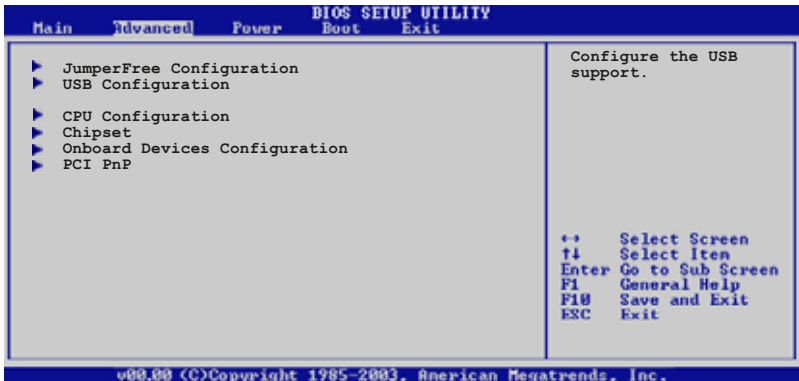 BIOS SETUP UTILITY
Main Advanced Power Boot Exit
JumperFree Configuration
USB Configuration
CPU Configuration
Chipset
Onboard Devices Configuration
PCI PnP
Configure the USB
support.
←→ Select Screen
↑↓ Select Item
Enter Go to Sub Screen
F1 General Help
F10 Save and Exit
ESC Exit
v00.00 (C)Copyright 1985-2003, American Megatrends, Inc.